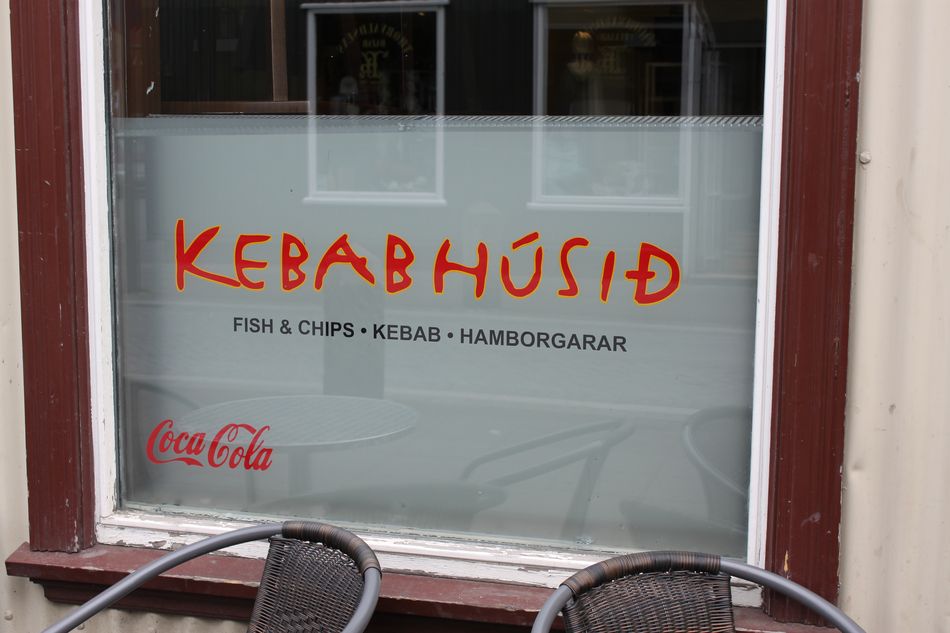 KEBABHÚSIÐ
FISH & CHIPS • KEBAB • HAMBORGARAR
Coca Cola